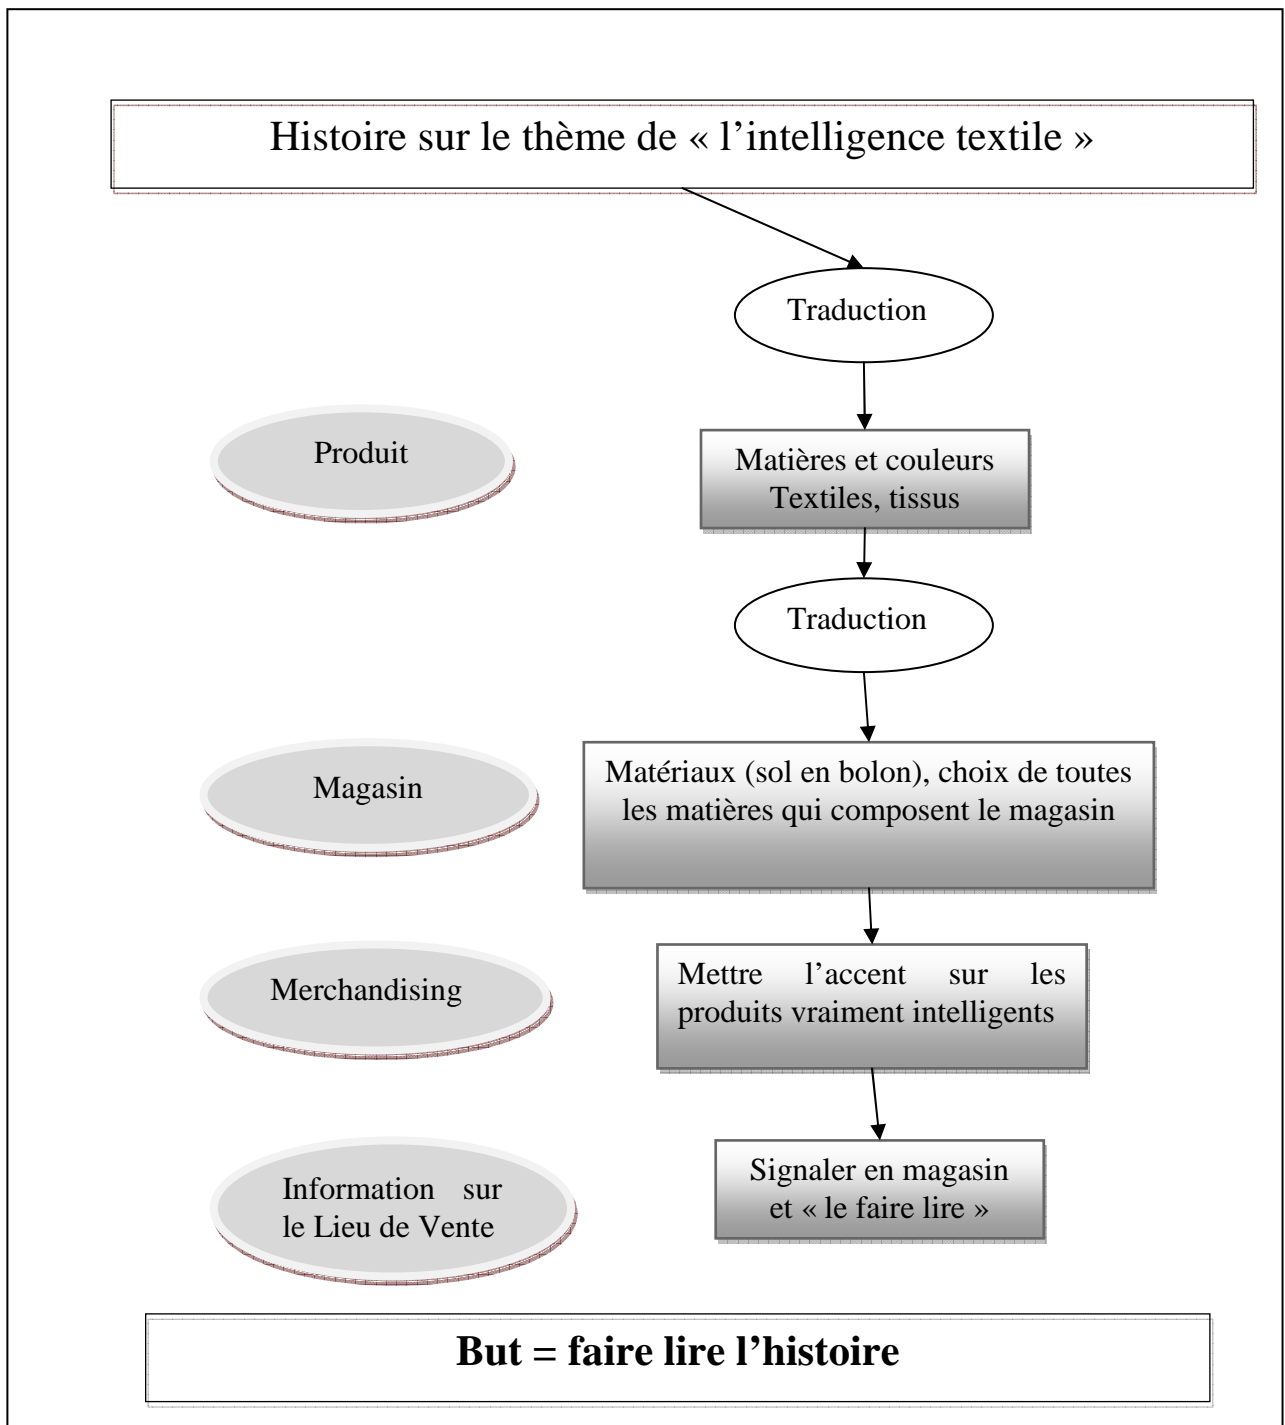 Histoire sur le thème de « l’intelligence textile »
Traduction
Produit
Matières et couleurs
Textiles, tissus
Traduction
Magasin
Matériaux (sol en bolon), choix de toutes
les matières qui composent le magasin
Merchandising
Mettre l’accent sur les
produits vraiment intelligents
Information sur
le Lieu de Vente
Signaler en magasin
et « le faire lire »
But = faire lire l’histoire